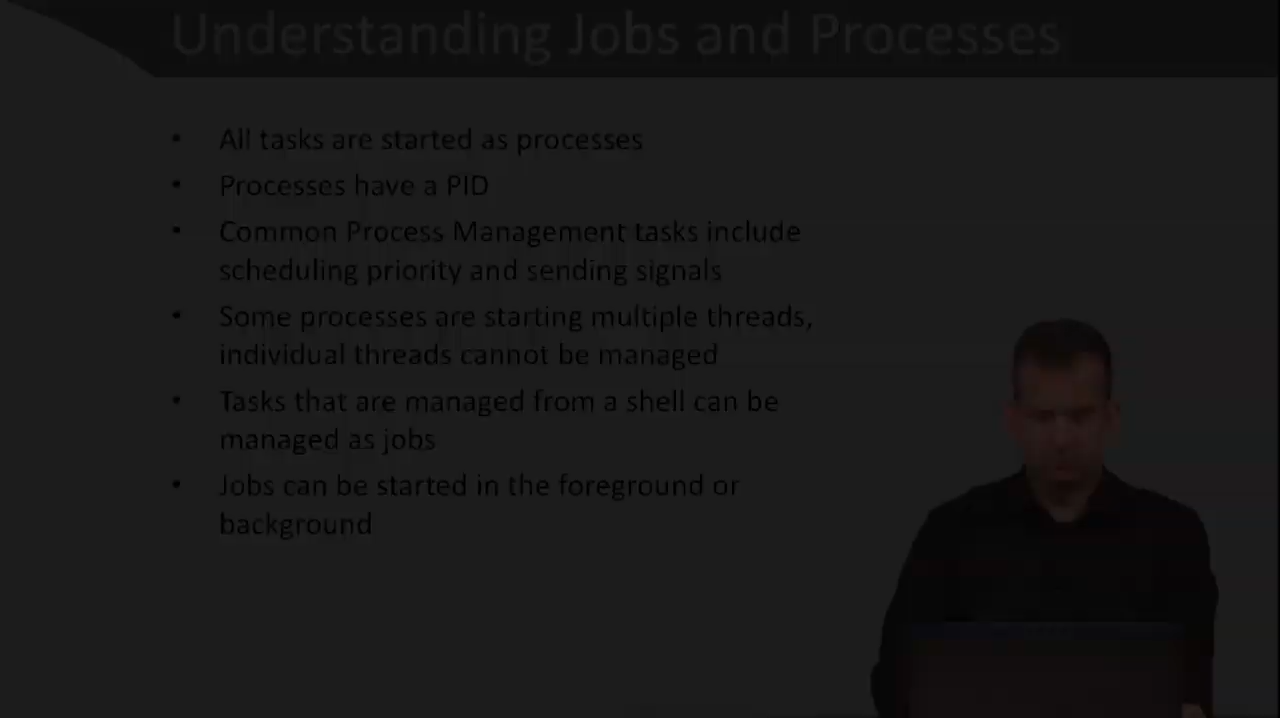 Understanding Jobs and Processes
• All tasks are started as processes
• Processes have a PID
• Common Process Management tasks include
scheduling priority and sending signals
• Some processes are starting multiple threads,
individual threads cannot be managed
• Tasks that are managed from a shell can be
managed as jobs
• Jobs can be started in the foreground or
background